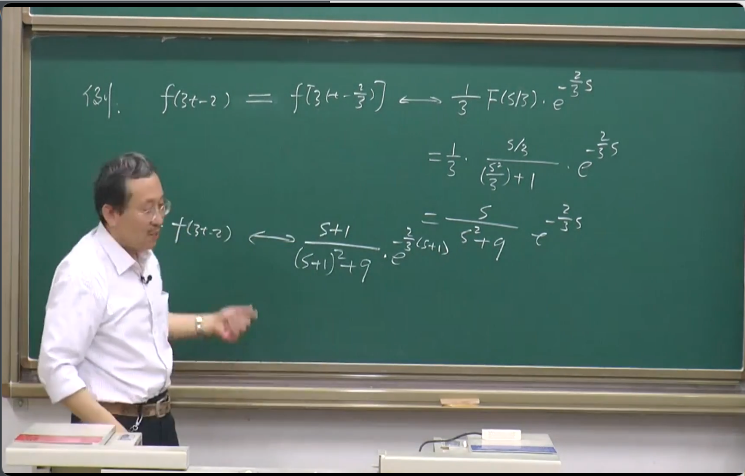 例. f(3t-2) = f[3(t-2/3)] ⟷ 1/3 F(s/3) · e^{-2/3 s}
= 1/3 · (s/3)/((s²/3)+1) · e^{-2/3 s}
= s/(s²+9) e^{-2/3 s}
f(3t-2) ⟷ (s+1)/((s+1)²+9) · e^{-2/3 (s+1)}